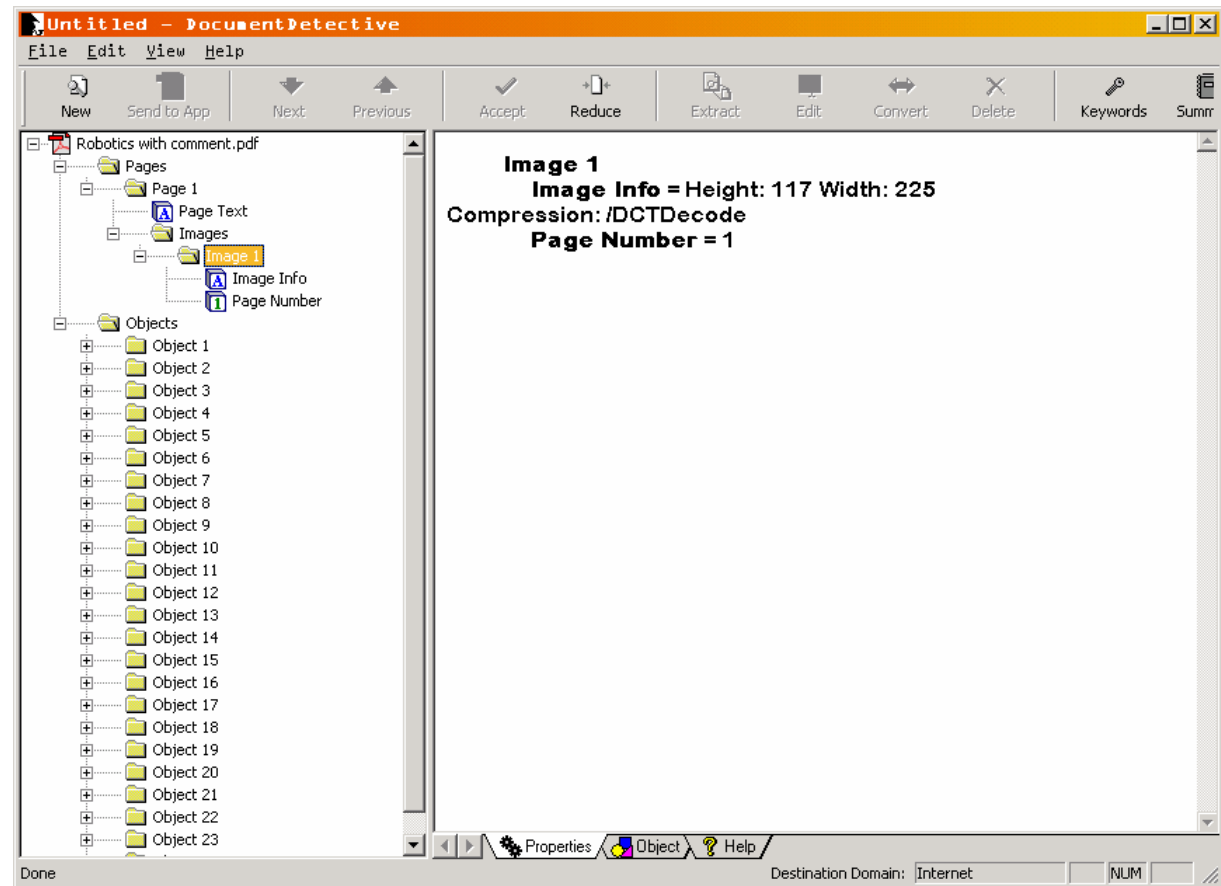 Untitled - DocumentDetective
File Edit View Help
New Send to App Next Previous Accept Reduce Extract Edit Convert Delete Keywords Summ
Robotics with comment.pdf
Pages
Page 1
Page Text
Images
Image 1
Image Info
Page Number
Objects
Object 1
Object 2
Object 3
Object 4
Object 5
Object 6
Object 7
Object 8
Object 9
Object 10
Object 11
Object 12
Object 13
Object 14
Object 15
Object 16
Object 17
Object 18
Object 19
Object 20
Object 21
Object 22
Object 23
Image 1
Image Info = Height: 117 Width: 225
Compression: /DCTDecode
Page Number = 1
Properties Object Help
Done Destination Domain: Internet NUM